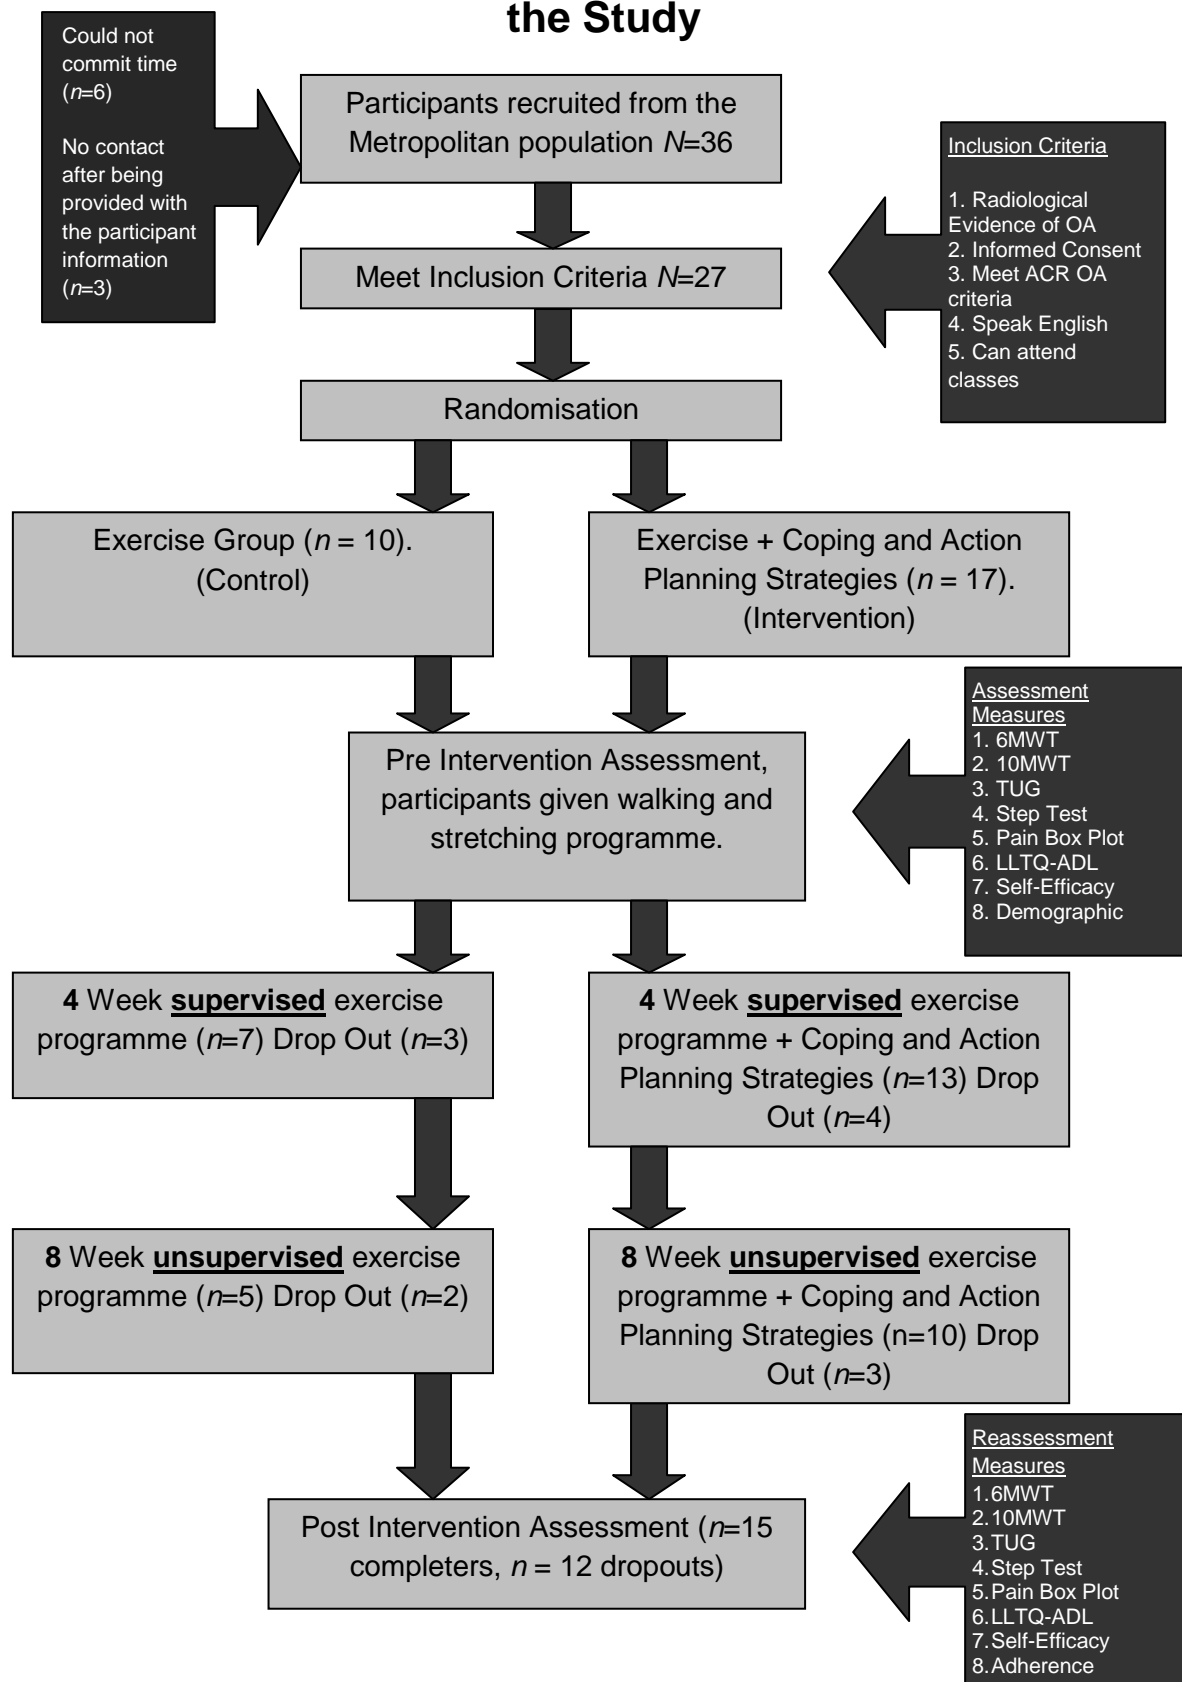 the Study
Could not
commit time
(n=6)
No contact
after being
provided with
the participant
information
(n=3)
Participants recruited from the
Metropolitan population N=36
Inclusion Criteria
1. Radiological
Evidence of OA
2. Informed Consent
3. Meet ACR OA
criteria
4. Speak English
5. Can attend
classes
Meet Inclusion Criteria N=27
Randomisation
Exercise Group (n = 10).
(Control)
Exercise + Coping and Action
Planning Strategies (n = 17).
(Intervention)
Assessment
Measures
1. 6MWT
2. 10MWT
3. TUG
4. Step Test
5. Pain Box Plot
6. LLTQ-ADL
7. Self-Efficacy
8. Demographic
Pre Intervention Assessment,
participants given walking and
stretching programme.
4 Week supervised exercise
programme (n=7) Drop Out (n=3)
4 Week supervised exercise
programme + Coping and Action
Planning Strategies (n=13) Drop
Out (n=4)
8 Week unsupervised exercise
programme (n=5) Drop Out (n=2)
8 Week unsupervised exercise
programme + Coping and Action
Planning Strategies (n=10) Drop
Out (n=3)
Reassessment
Measures
1.6MWT
2.10MWT
3.TUG
4.Step Test
5.Pain Box Plot
6.LLTQ-ADL
7.Self-Efficacy
8.Adherence
Post Intervention Assessment (n=15
completers, n = 12 dropouts)